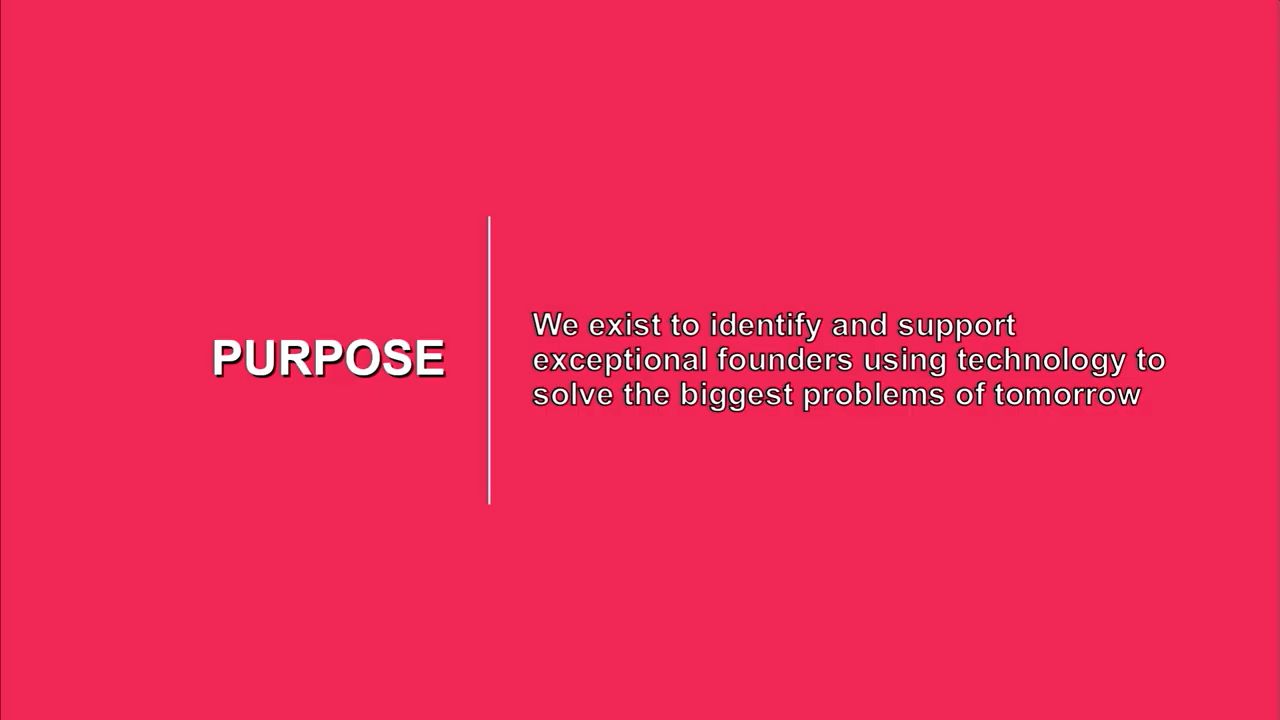 PURPOSE
We exist to identify and support
exceptional founders using technology to
solve the biggest problems of tomorrow